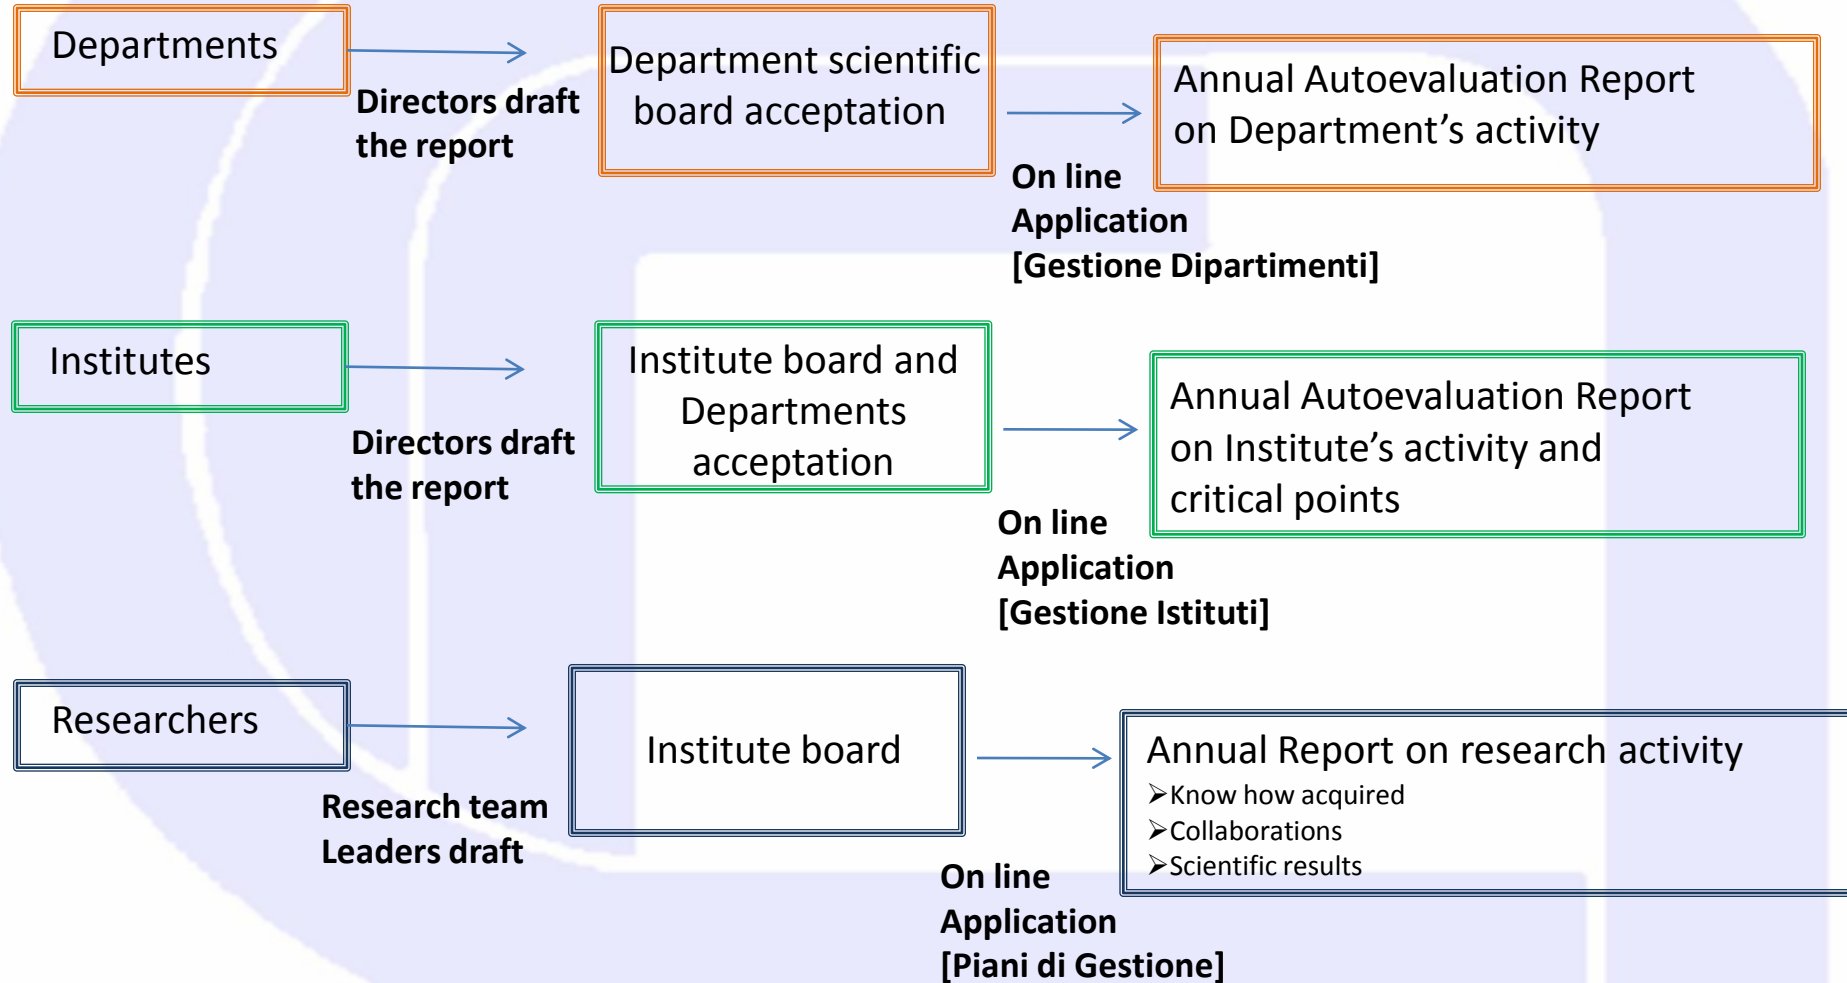 Departments
Directors draft
the report
Department scientific
board acceptation
On line
Application
[Gestione Dipartimenti]
Annual Autoevaluation Report
on Department's activity
Institutes
Directors draft
the report
Institute board and
Departments
acceptation
On line
Application
[Gestione Istituti]
Annual Autoevaluation Report
on Institute's activity and
critical points
Researchers
Research team
Leaders draft
Institute board
On line
Application
[Piani di Gestione]
Annual Report on research activity
➢Know how acquired
➢Collaborations
➢Scientific results